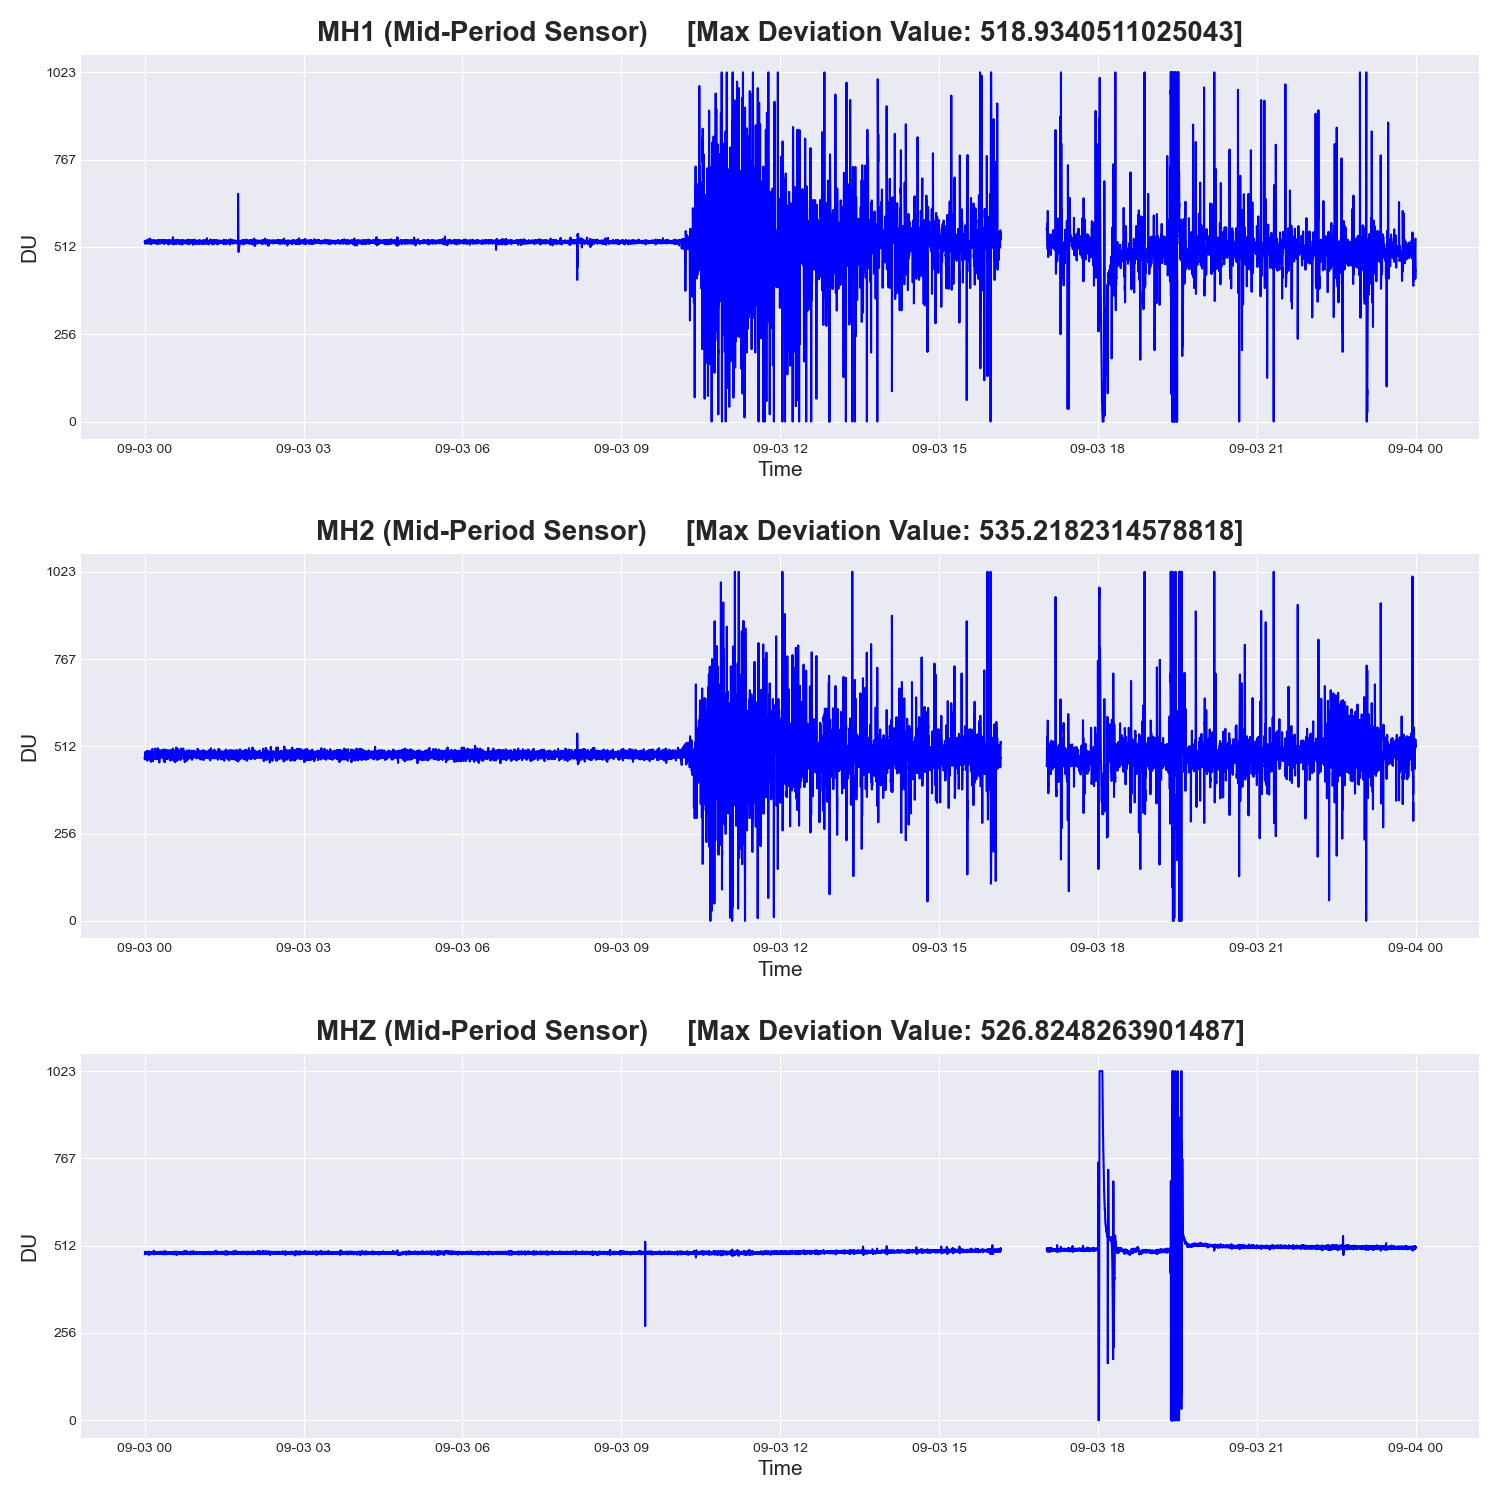 MH1 (Mid-Period Sensor) [Max Deviation Value: 518.9340511025043]
1023
767
512
256
0
DU
09-03 00 09-03 03 09-03 06 09-03 09 09-03 12 09-03 15 09-03 18 09-03 21 09-04 00
Time
MH2 (Mid-Period Sensor) [Max Deviation Value: 535.2182314578818]
1023
767
512
256
0
DU
09-03 00 09-03 03 09-03 06 09-03 09 09-03 12 09-03 15 09-03 18 09-03 21 09-04 00
Time
MHZ (Mid-Period Sensor) [Max Deviation Value: 526.8248263901487]
1023
767
512
256
0
DU
09-03 00 09-03 03 09-03 06 09-03 09 09-03 12 09-03 15 09-03 18 09-03 21 09-04 00
Time